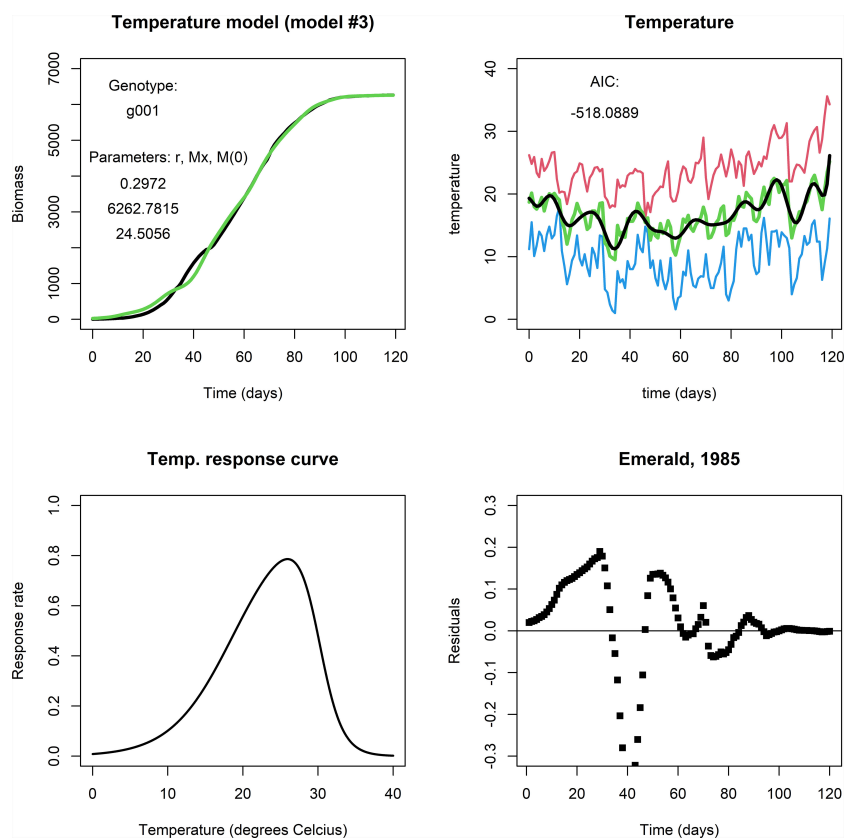 Temperature model (model #3)
Biomass
7000
5000
3000
1000
0
Genotype:
g001
Parameters: r, Mx, M(0)
0.2972
6262.7815
24.5056
0 20 40 60 80 100 120
Time (days)
Temperature
temperature
40
30
20
10
0
AIC:
-518.0889
0 20 40 60 80 100 120
time (days)
Temp. response curve
Response rate
1.0
0.8
0.6
0.4
0.2
0.0
0 10 20 30 40
Temperature (degrees Celcius)
Emerald, 1985
Residuals
0.3
0.2
0.1
0.0
-0.1
-0.2
-0.3
0 20 40 60 80 100 120
Time (days)